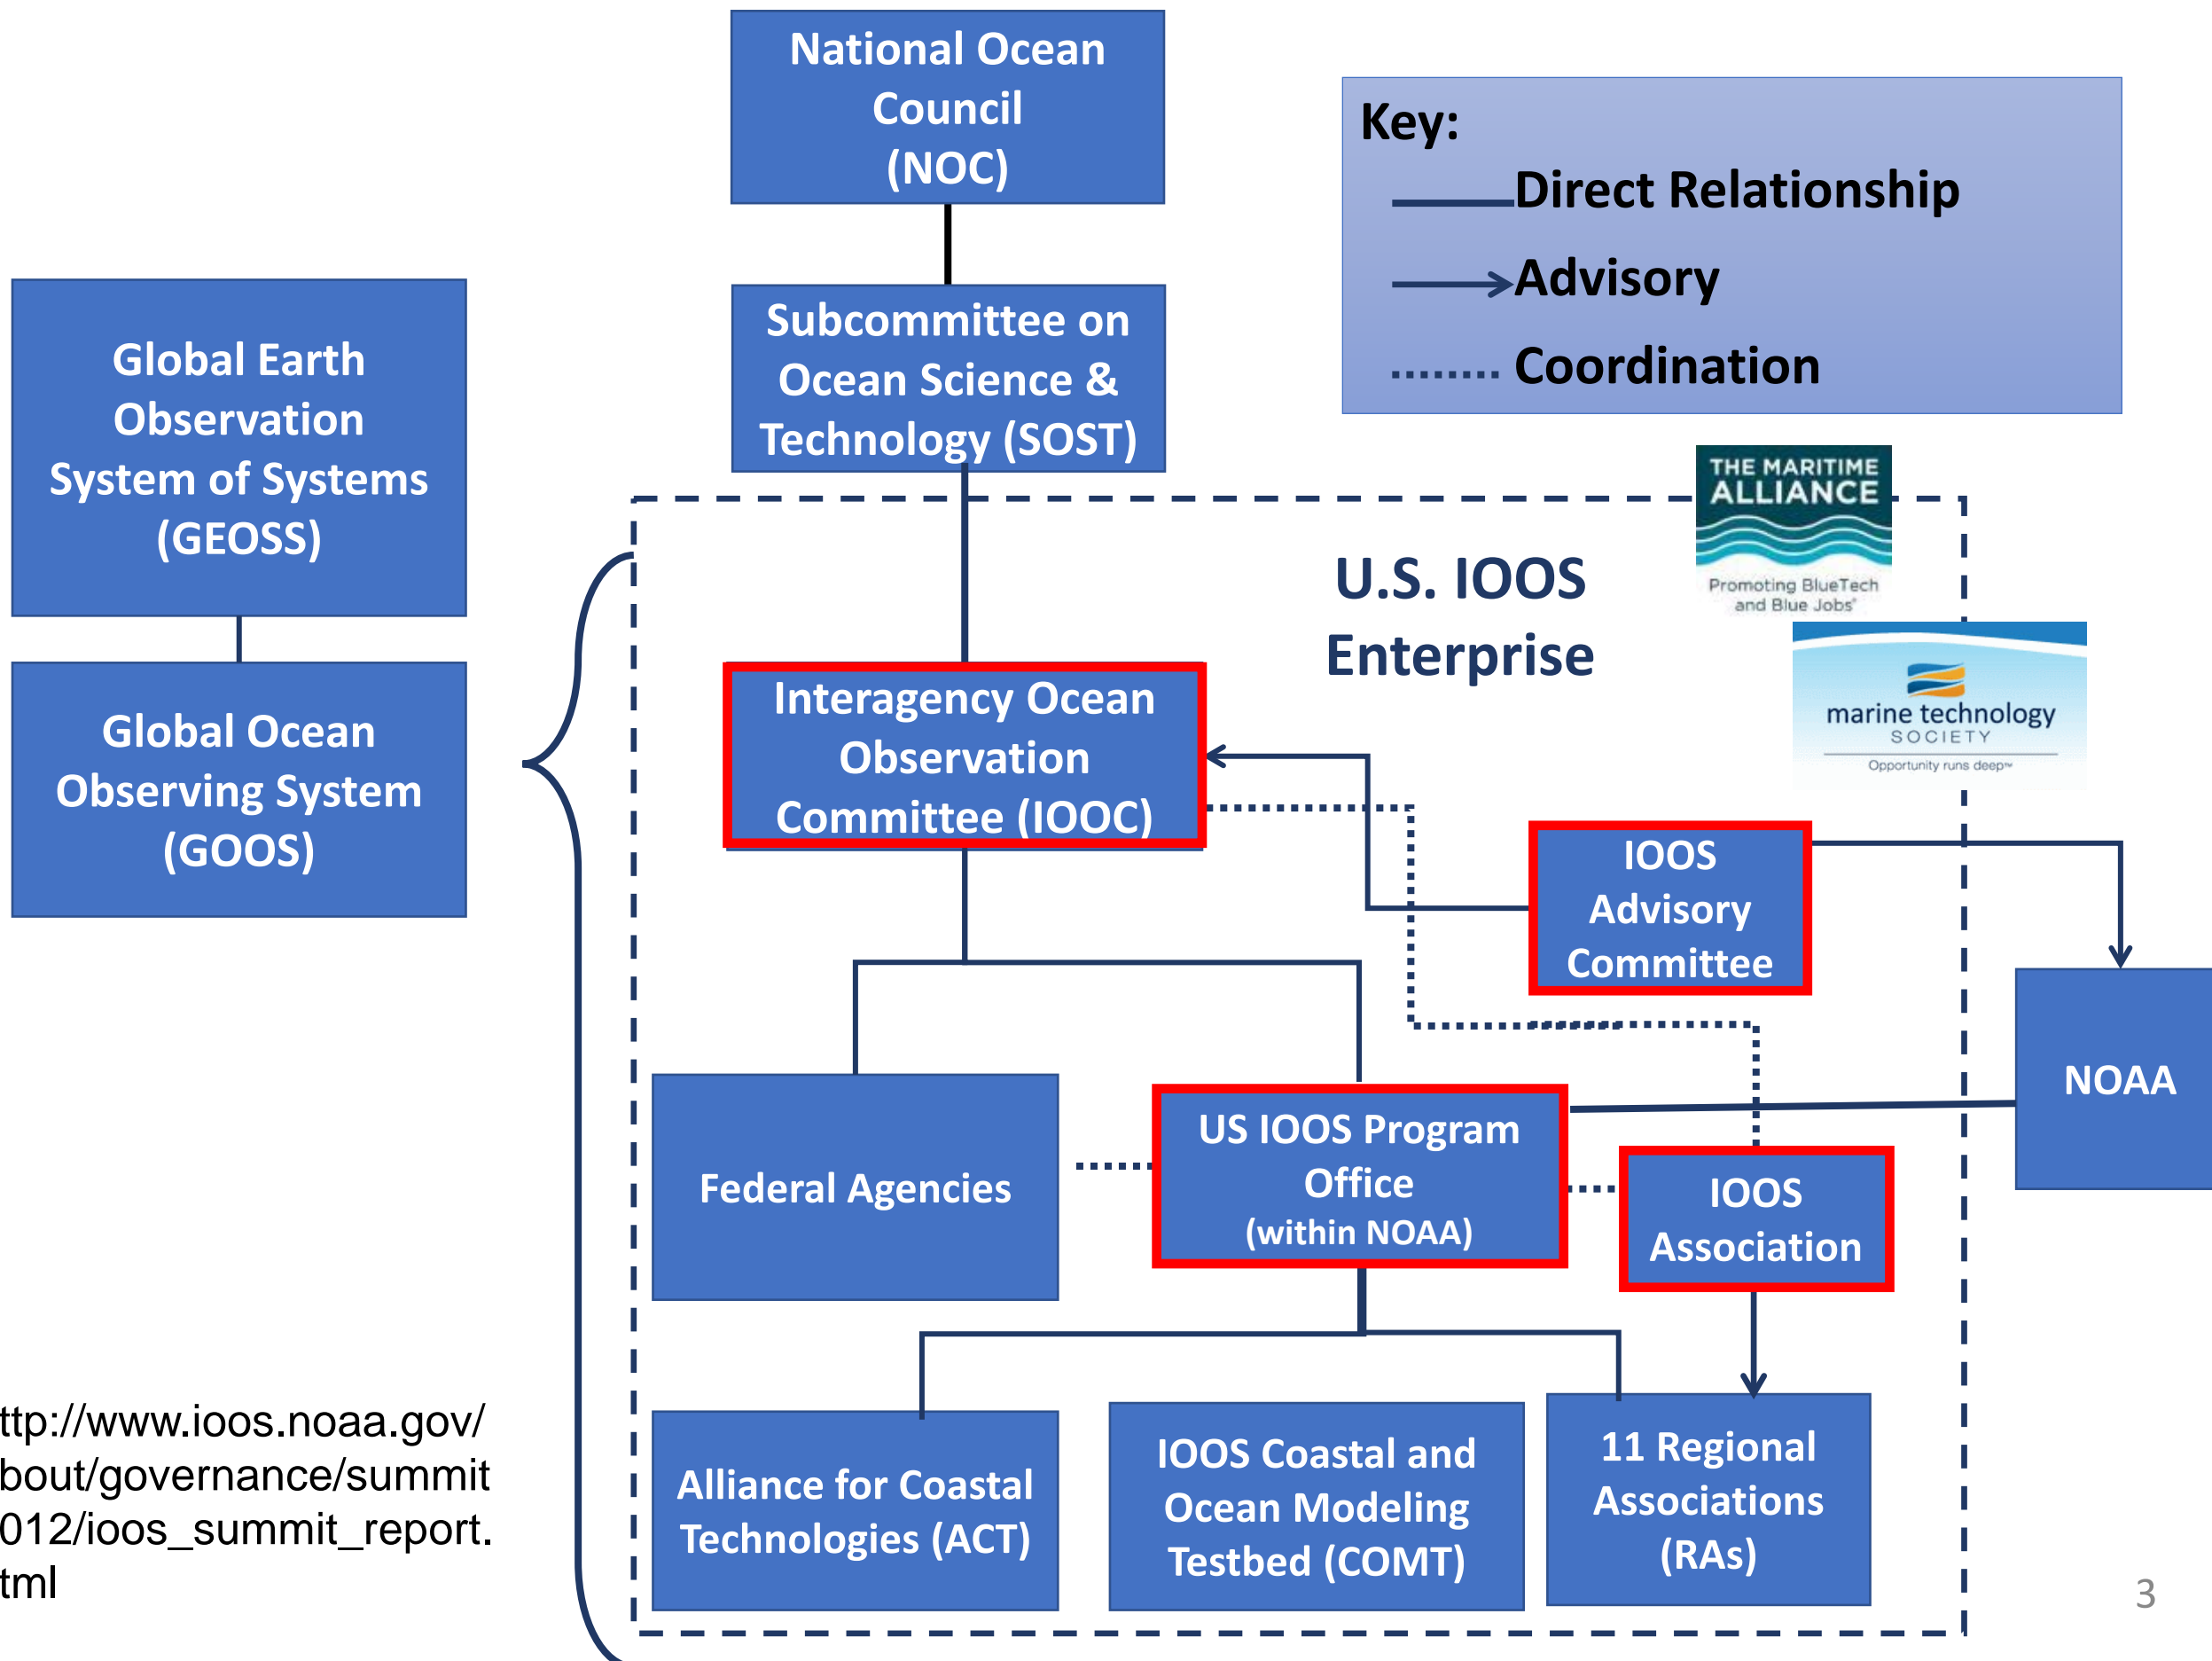 National Ocean
Council
(NOC)
Key:
Direct Relationship
Advisory
Coordination
Subcommittee on
Ocean Science &
Technology (SOST)
Global Earth
Observation
System of Systems
(GEOSS)
THE MARITIME
ALLIANCE
Promoting BlueTech
and Blue Jobs®
U.S. IOOS
Enterprise
marine technology
SOCIETY
Opportunity runs deep™
Interagency Ocean
Observation
Committee (IOOC)
Global Ocean
Observing System
(GOOS)
IOOS
Advisory
Committee
NOAA
Federal Agencies
US IOOS Program
Office
(within NOAA)
IOOS
Association
Alliance for Coastal
Technologies (ACT)
IOOS Coastal and
Ocean Modeling
Testbed (COMT)
11 Regional
Associations
(RAs)
ttp://www.ioos.noaa.gov/
bout/governance/summit
012/ioos_summit_report.
tml
3